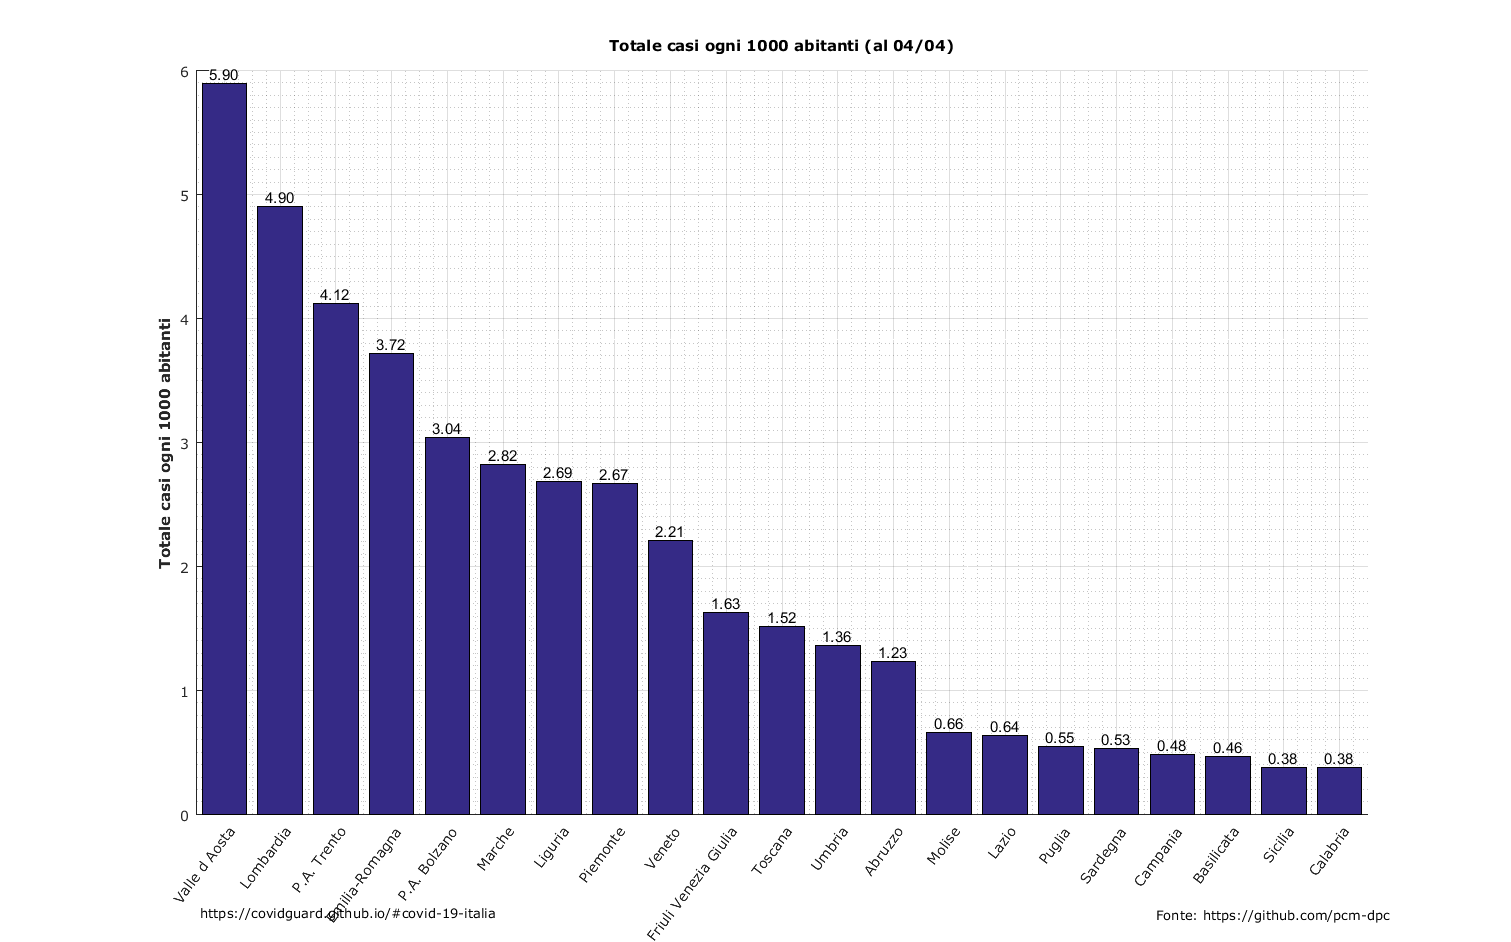 Totale casi ogni 1000 abitanti (al 04/04)
Totale casi ogni 1000 abitanti
6
5
4
3
2
1
0
5.90
4.90
4.12
3.72
3.04
2.82
2.69
2.67
2.21
1.63
1.52
1.36
1.23
0.66
0.64
0.55
0.53
0.48
0.46
0.38
0.38
Valle d Aosta
Lombardia
P.A. Trento
Emilia-Romagna
P.A. Bolzano
Marche
Liguria
Piemonte
Veneto
Friuli Venezia Giulia
Toscana
Umbria
Abruzzo
Molise
Lazio
Puglia
Sardegna
Campania
Basilicata
Sicilia
Calabria
https://covidguard.github.io/#covid-19-italia
Fonte: https://github.com/pcm-dpc